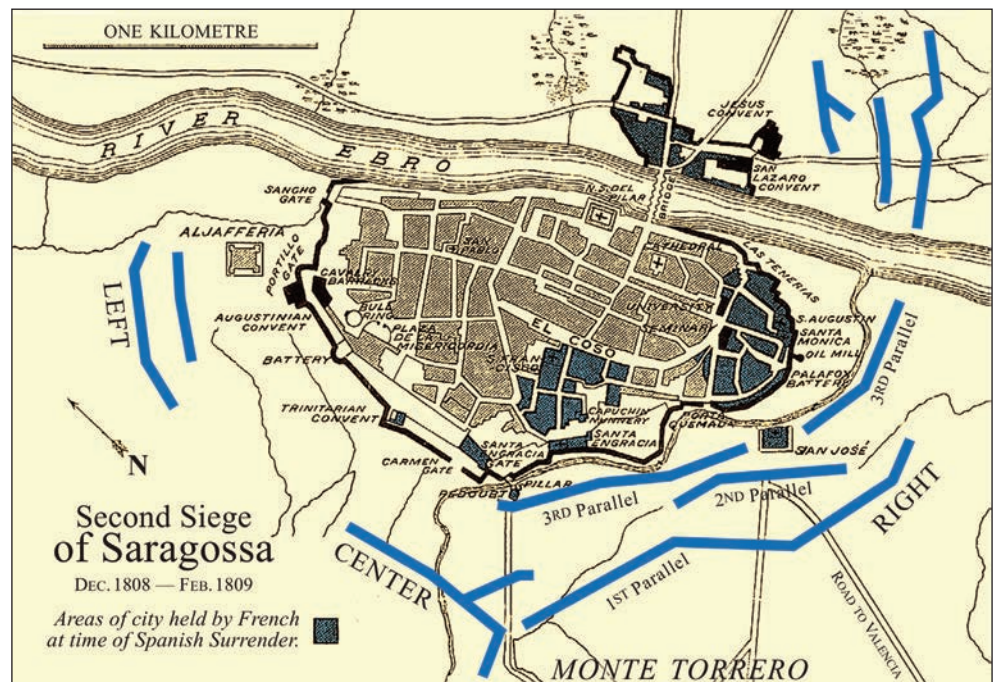 ONE KILOMETRE
RIVER EBRO
JESUS
CONVENT
SAN
LAZARO
CONVENT
SANGHO
GATE
N.S. DEL
PILAR
BRIDGE
ALJAFFERIA
PORTILLO
GATE
SAN
PABLO
CATHEDRAL
LAS TENERIAS
CAVALRY
BARRACKS
UNIVERSITY
SEMINARY
BULL
RING
PLAZA
DE LA
MISERICORDIA
EL COSO
S. AUGUSTIN
SANTA
MONICA
OIL MILL
PALAFOX
BATTERY
AUGUSTINIAN
CONVENT
BATTERY
S. FRAN
CISCO
LEFT
TRINITARIAN
CONVENT
CAPUCHIN
NUNNERY
SANTA
ENGRACIA
PORTA
QUEMADA
SANTA
ENGRACIA
GATE
CARMEN
GATE
SAN JOSÉ
3RD Parallel
N
REDOUBT
PILLAR
3RD Parallel
2ND Parallel
RIGHT
1ST Parallel
CENTER
ROAD TO VALENCIA
MONTE TORRERO
Second Siege
of Saragossa
DEC. 1808 — FEB. 1809
Areas of city held by French
at time of Spanish Surrender.